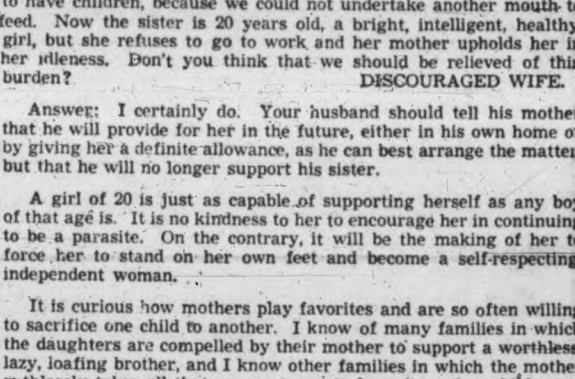 to have children, because we could not undertake another mouth to
feed. Now the sister is 20 years old, a bright, intelligent, healthy
girl, but she refuses to go to work and her mother upholds her in
her idleness. Don't you think that we should be relieved of this
burden? DISCOURAGED WIFE.
Answer: I certainly do. Your husband should tell his mothe
that he will provide for her in the future, either in his own home o
by giving her a definite allowance, as he can best arrange the matter
but that he will no longer support his sister.
A girl of 20 is just as capable of supporting herself as any boy
of that age is. It is no kindness to her to encourage her in continuing
to be a parasite. On the contrary, it will be the making of her t
force her to stand on her own feet and become a self-respecting
independent woman.
It is curious how mothers play favorites and are so often willing
to sacrifice one child to another. I know of many families in which
the daughters are compelled by their mother to support a worthless
lazy, loafing brother, and I know other families in which the mothe